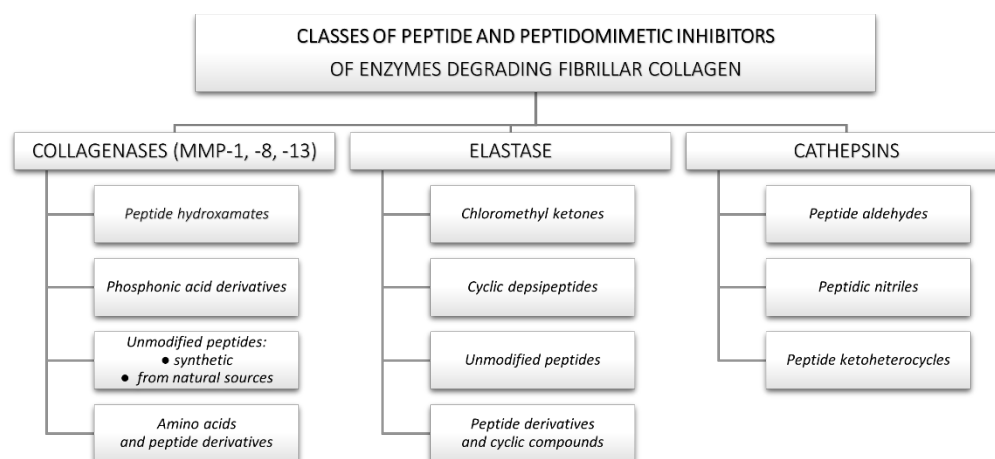 CLASSES OF PEPTIDE AND PEPTIDOMIMETIC INHIBITORS
OF ENZYMES DEGRADING FIBRILLAR COLLAGEN
COLLAGENASES (MMP-1, -8, -13)
Peptide hydroxamates
Phosphonic acid derivatives
Unmodified peptides:
● synthetic
● from natural sources
Amino acids
and peptide derivatives
ELASTASE
Chloromethyl ketones
Cyclic depsipeptides
Unmodified peptides
Peptide derivatives
and cyclic compounds
CATHEPSINS
Peptide aldehydes
Peptidic nitriles
Peptide ketoheterocycles